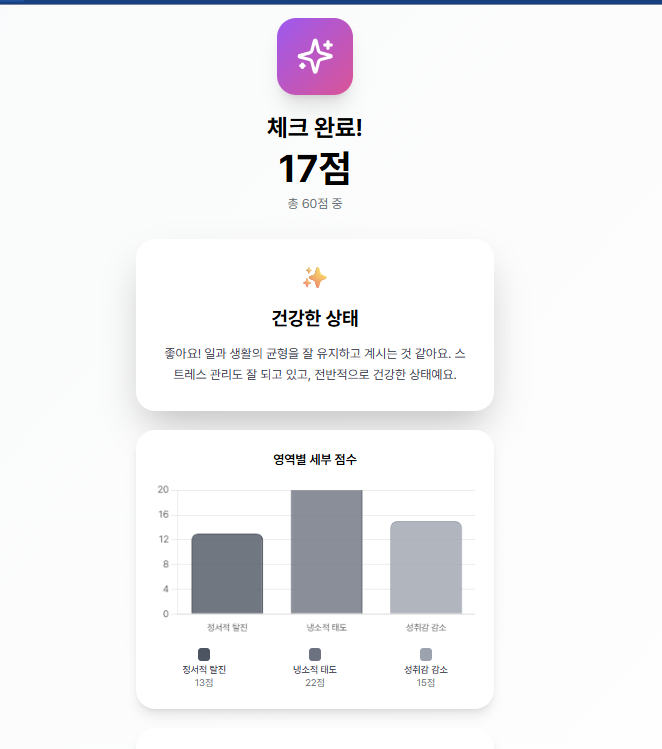 체크 완료!
17점
총 60점 중
건강한 상태
좋아요! 일과 생활의 균형을 잘 유지하고 계시는 것 같아요. 스
트레스 관리도 잘 되고 있고, 전반적으로 건강한 상태예요.
영역별 세부 점수
20
16
12
8
4
0
정서적 탈진 냉소적 태도 성취감 감소
정서적 탈진 냉소적 태도 성취감 감소
13점 22점 15점